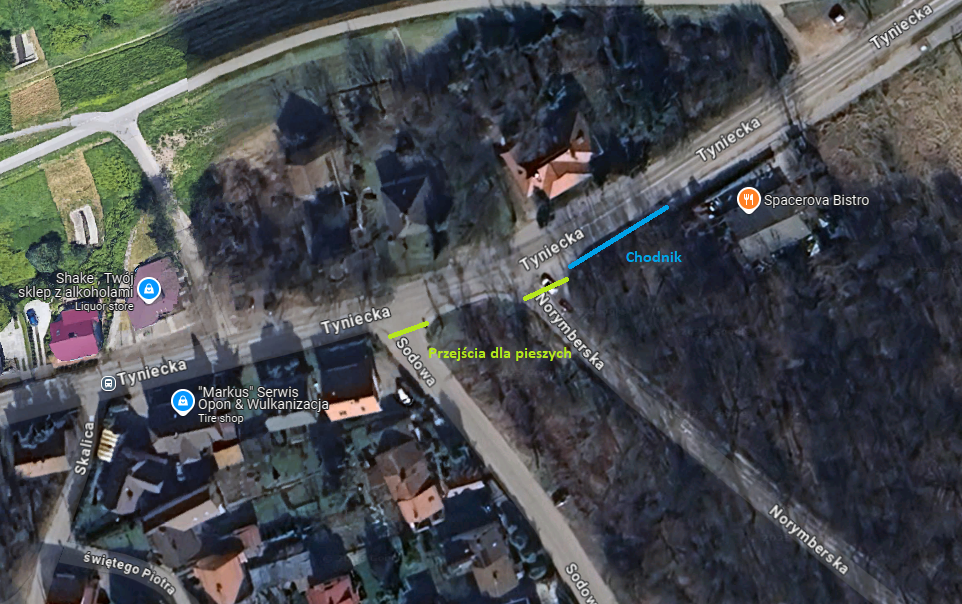 Tyniecka
Tyniecka
Spacerova Bistro
Tyniecka
Chodnik
Shake , Twój
sklep z alkoholami
Liquor store
Norymberska
Tyniecka
Sodowa
Przejścia dla pieszych
Tyniecka
"Markus" Serwis
Opon & Wulkanizacja
Tire shop
Skalica
Norymberska
świętego Piotra
Sodowa